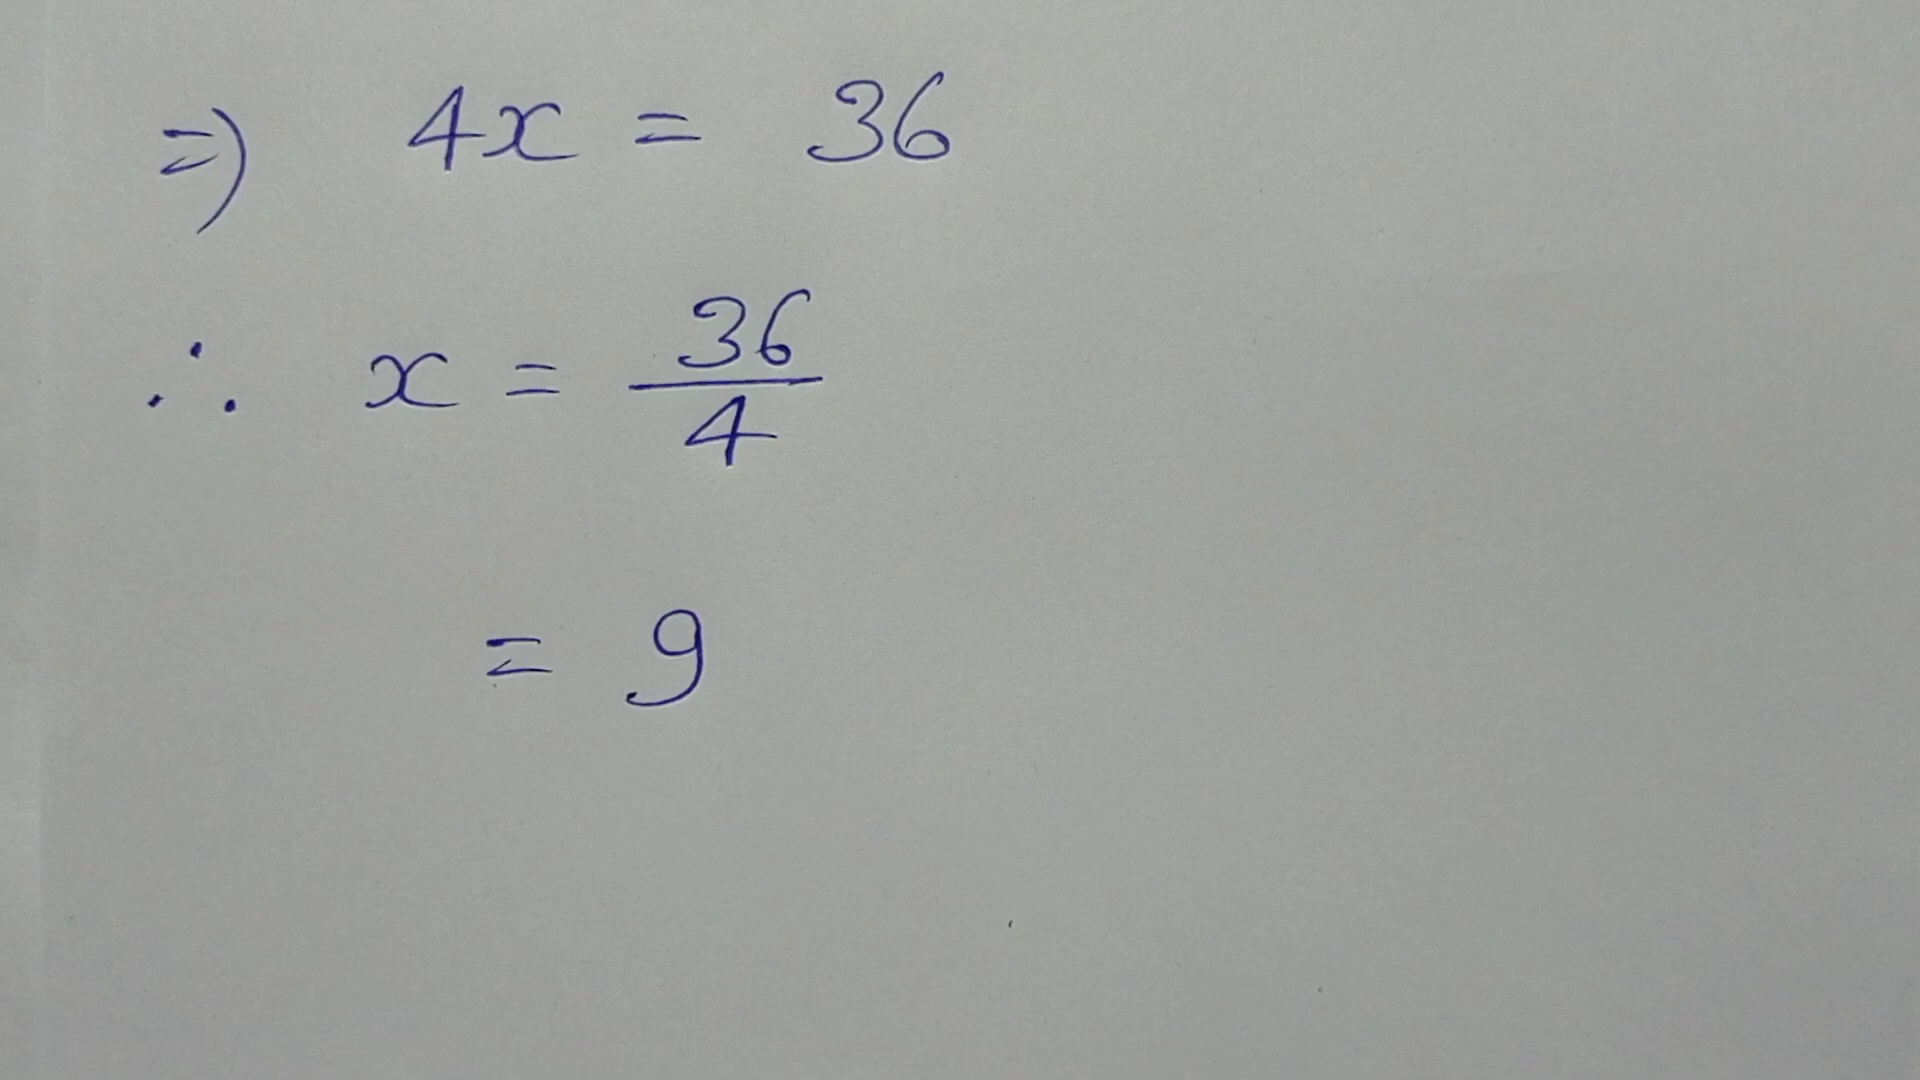 ⇒ 4x = 36
∴ x = 36/4
= 9